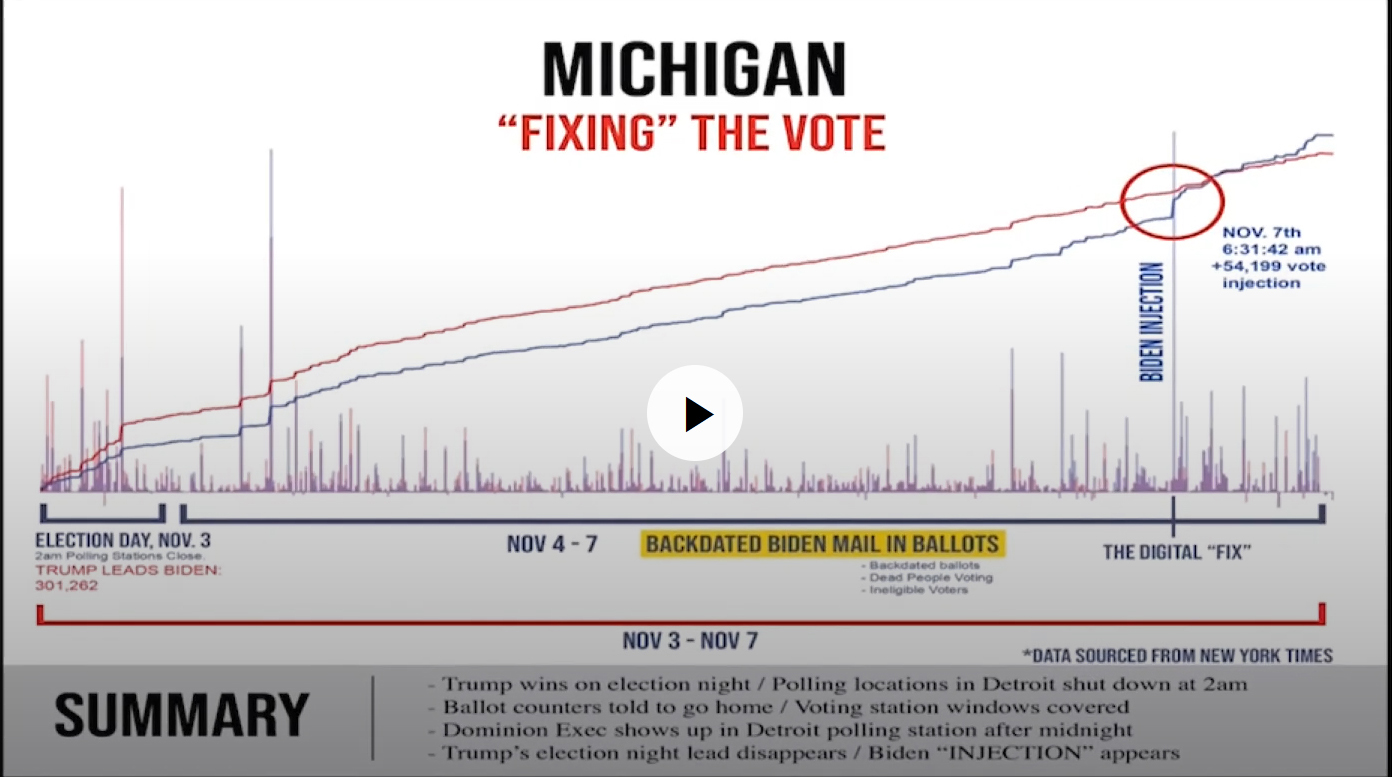 MICHIGAN
“FIXING” THE VOTE
NOV. 7th
6:31:42 am
+54,199 vote
injection
BIDEN INJECTION
ELECTION DAY, NOV. 3
2am Polling Stations Close.
TRUMP LEADS BIDEN:
301,262
NOV 4 - 7
BACKDATED BIDEN MAIL IN BALLOTS
- Backdated ballots
- Dead People Voting
- Ineligible Voters
THE DIGITAL “FIX”
NOV 3 - NOV 7
*DATA SOURCED FROM NEW YORK TIMES
SUMMARY
- Trump wins on election night / Polling locations in Detroit shut down at 2am
- Ballot counters told to go home / Voting station windows covered
- Dominion Exec shows up in Detroit polling station after midnight
- Trump’s election night lead disappears / Biden “INJECTION” appears